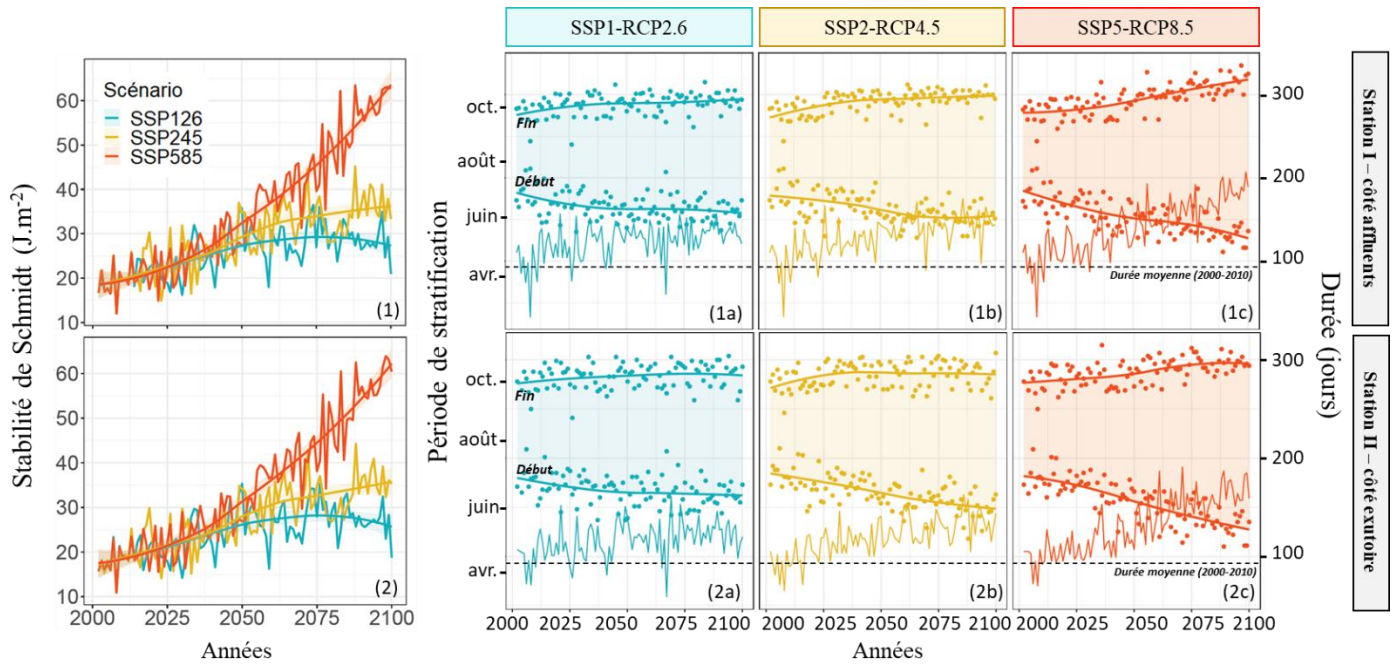 SSP1-RCP2.6
SSP2-RCP4.5
SSP5-RCP8.5
Stabilité de Schmidt (J.m⁻²)
60
50
40
30
20
10
Scénario
SSP126
SSP245
SSP585
(1)
60
50
40
30
20
10
(2)
2000 2025 2050 2075 2100
Années
Période de stratification
oct.
août
juin
avr.
Fin
Début
(1a)
(1b)
Durée moyenne (2000-2010)
(1c)
300
200
100
oct.
août
juin
avr.
Fin
Début
(2a)
(2b)
Durée moyenne (2000-2010)
(2c)
300
200
100
2000 2025 2050 2075 2100
2000 2025 2050 2075 2100
2000 2025 2050 2075 2100
Années
Durée (jours)
Station I – côté affluents
Station II – côté exutoire